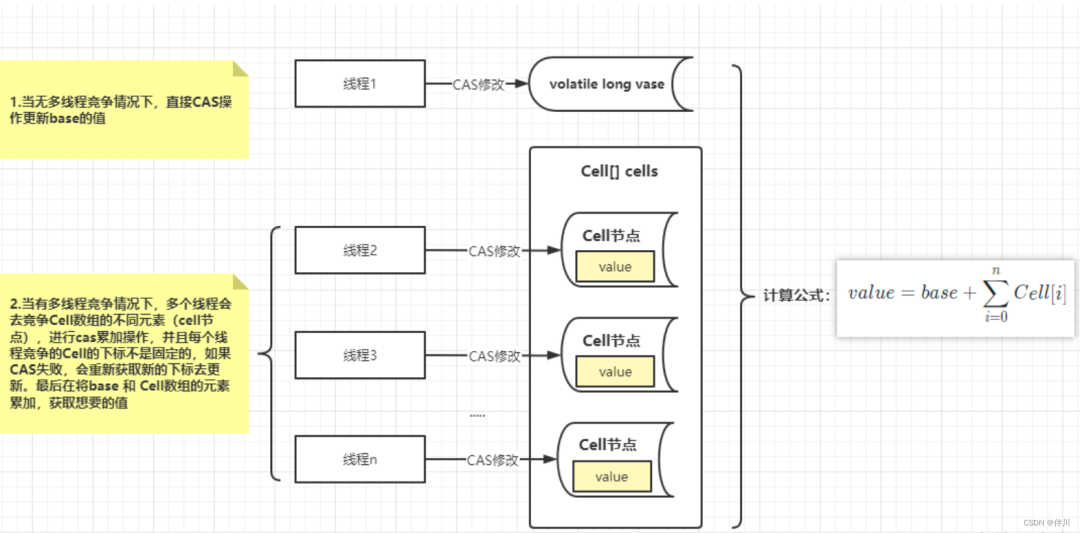 1.当无多线程竞争情况下，直接CAS操
作更新base的值
线程1
CAS修改
volatile long vase
Cell[] cells
2.当有多线程竞争情况下，多个线程会
去竞争Cell数组的不同元素（cell节
点），进行cas累加操作，并且每个线
程竞争的Cell的下标不是固定的，如果
CAS失败，会重新获取新的下标去更
新。最后在将base 和 Cell数组的元素
累加，获取想要的值
线程2
CAS修改
Cell节点
value
线程3
CAS修改
Cell节点
value
.....
线程n
CAS修改
Cell节点
value
计算公式：
value = base + ∑_{i=0}^{n} Cell[i]
CSDN @伴川